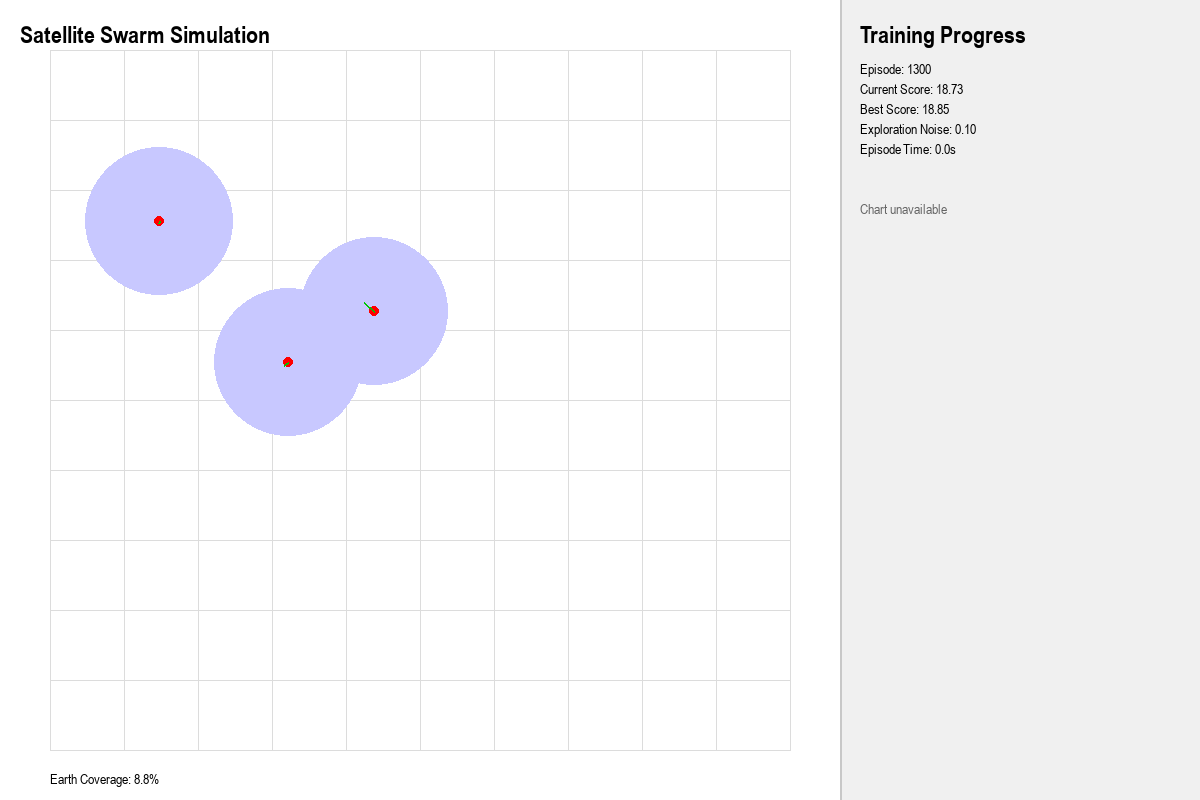 Satellite Swarm Simulation
Earth Coverage: 8.8%
Training Progress
Episode: 1300
Current Score: 18.73
Best Score: 18.85
Exploration Noise: 0.10
Episode Time: 0.0s
Chart unavailable